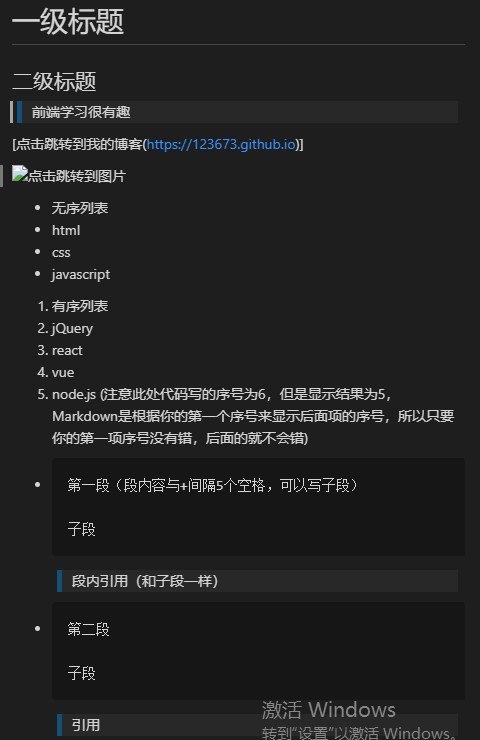 一级标题
二级标题
前端学习很有趣
[点击跳转到我的博客(https://123673.github.io)]
点击跳转到图片
• 无序列表
• html
• css
• javascript
1. 有序列表
2. jQuery
3. react
4. vue
5. node.js (注意此处代码写的序号为6，但是显示结果为5，
Markdown是根据你的第一个序号来显示后面项的序号，所以只要
你的第一项序号没有错，后面的就不会错)
• 第一段（段内容与+间隔5个空格，可以写子段）
子段
段内引用（和子段一样）
• 第二段
子段
引用
激活 Windows
转到“设置”以激活 Windows。